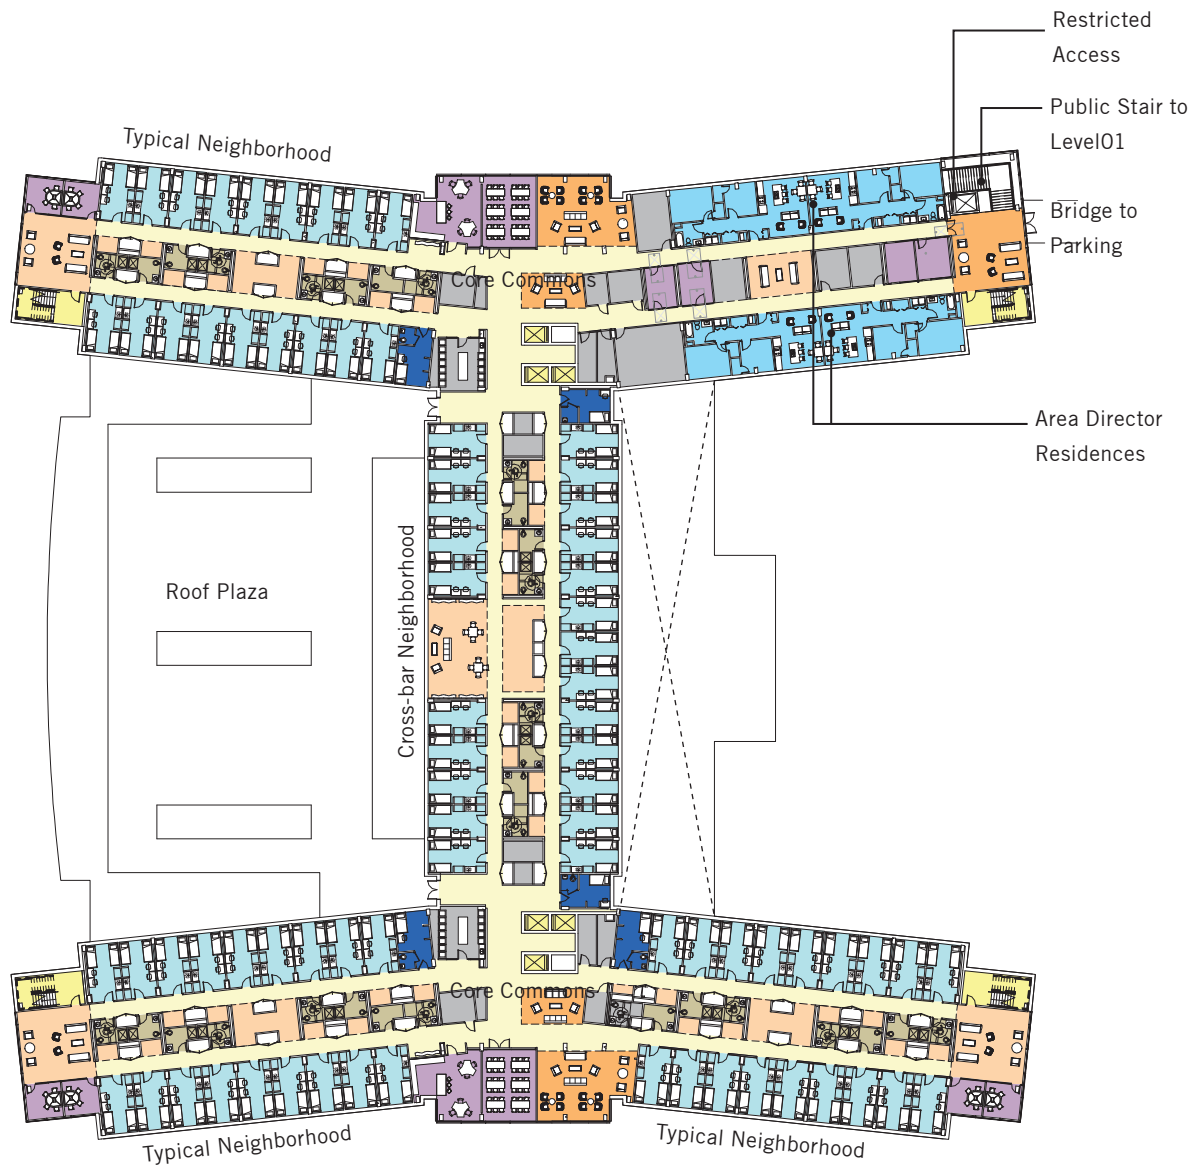 Restricted
Access
Public Stair to
Level01
Typical Neighborhood
Bridge to
Parking
Core Commons
Area Director
Residences
Roof Plaza
Cross-bar Neighborhood
Core Commons
Typical Neighborhood
Typical Neighborhood